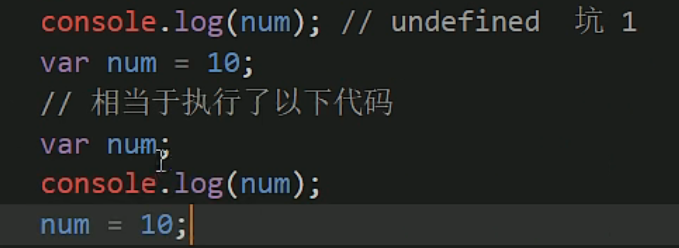 console.log(num); // undefined 坑 1
var num = 10;
// 相当于执行了以下代码
var num;
console.log(num);
num = 10;